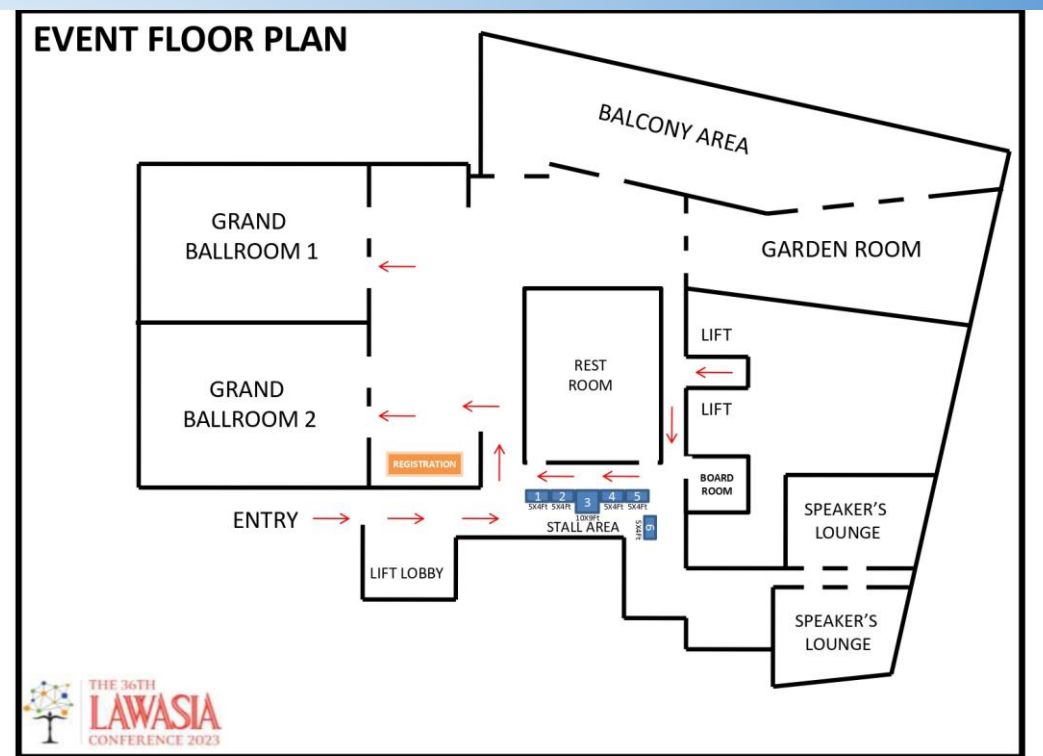 EVENT FLOOR PLAN
BALCONY AREA
GRAND
BALLROOM 1
GARDEN ROOM
LIFT
REST
ROOM
GRAND
BALLROOM 2
LIFT
REGISTRATION
BOARD
ROOM
1 2 3 4 5
5X4Ft 5X4Ft 5X4Ft 5X4Ft
10X9Ft
STALL AREA
6
5X4Ft
ENTRY
SPEAKER'S
LOUNGE
LIFT LOBBY
SPEAKER'S
LOUNGE
THE 36TH
LAWASIA
CONFERENCE 2023